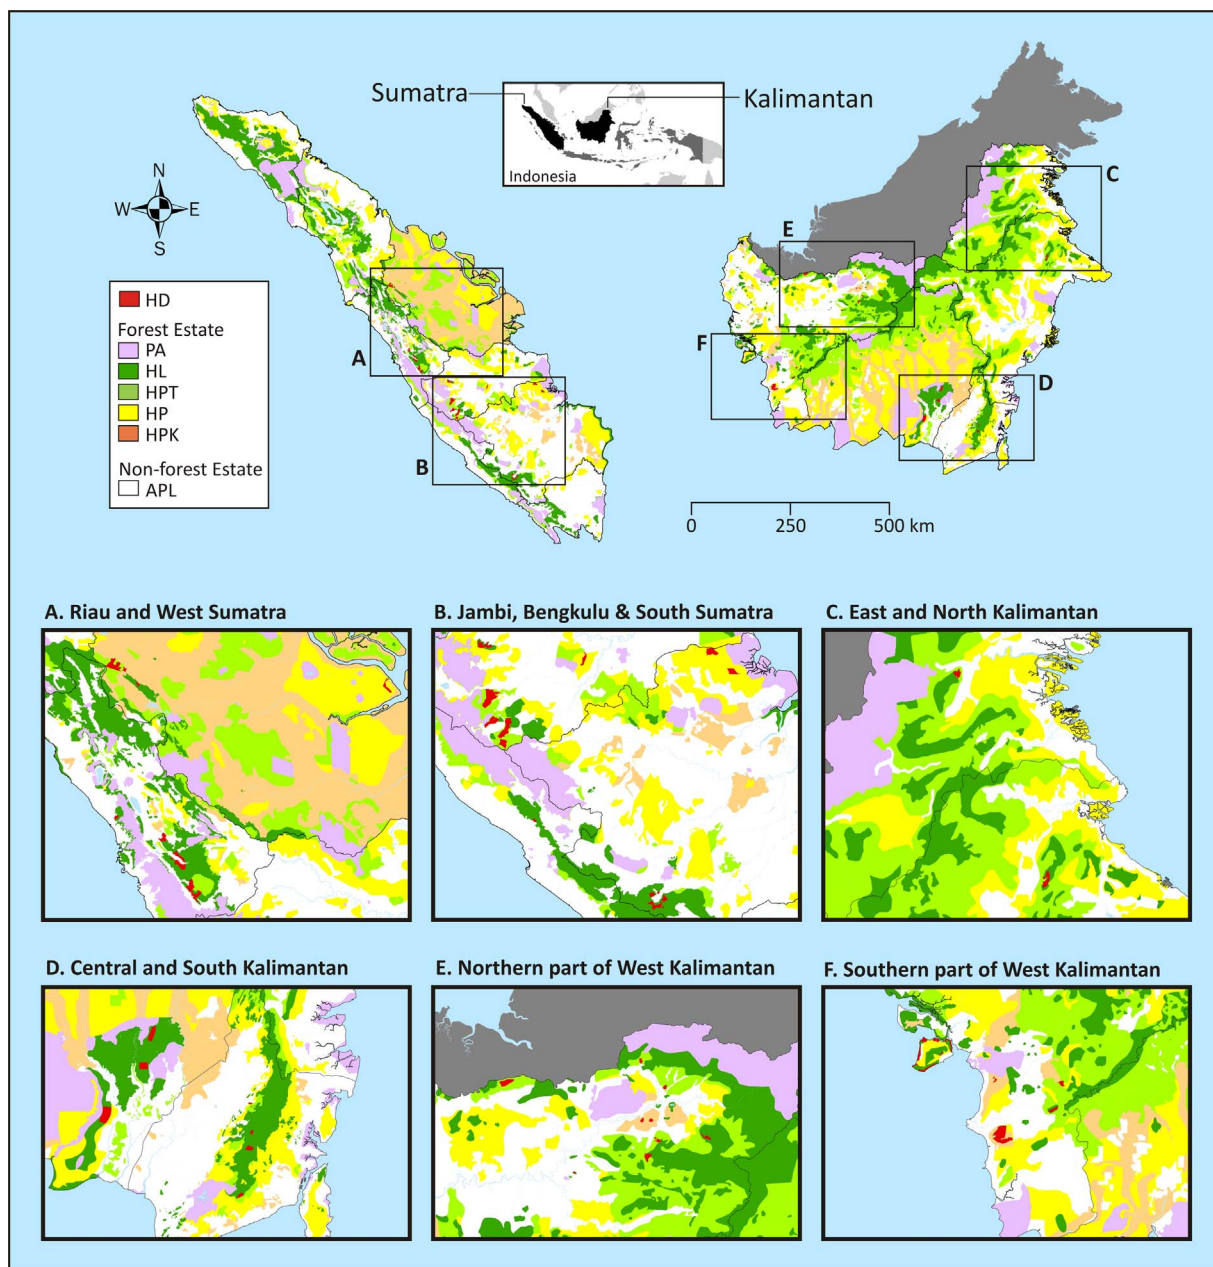 Sumatra
Kalimantan
Indonesia
N
W
E
S
C
E
A
F
D
B
HD
Forest Estate
PA
HL
HPT
HP
HPK
Non-forest Estate
APL
0 250 500 km
A. Riau and West Sumatra
B. Jambi, Bengkulu & South Sumatra
C. East and North Kalimantan
D. Central and South Kalimantan
E. Northern part of West Kalimantan
F. Southern part of West Kalimantan